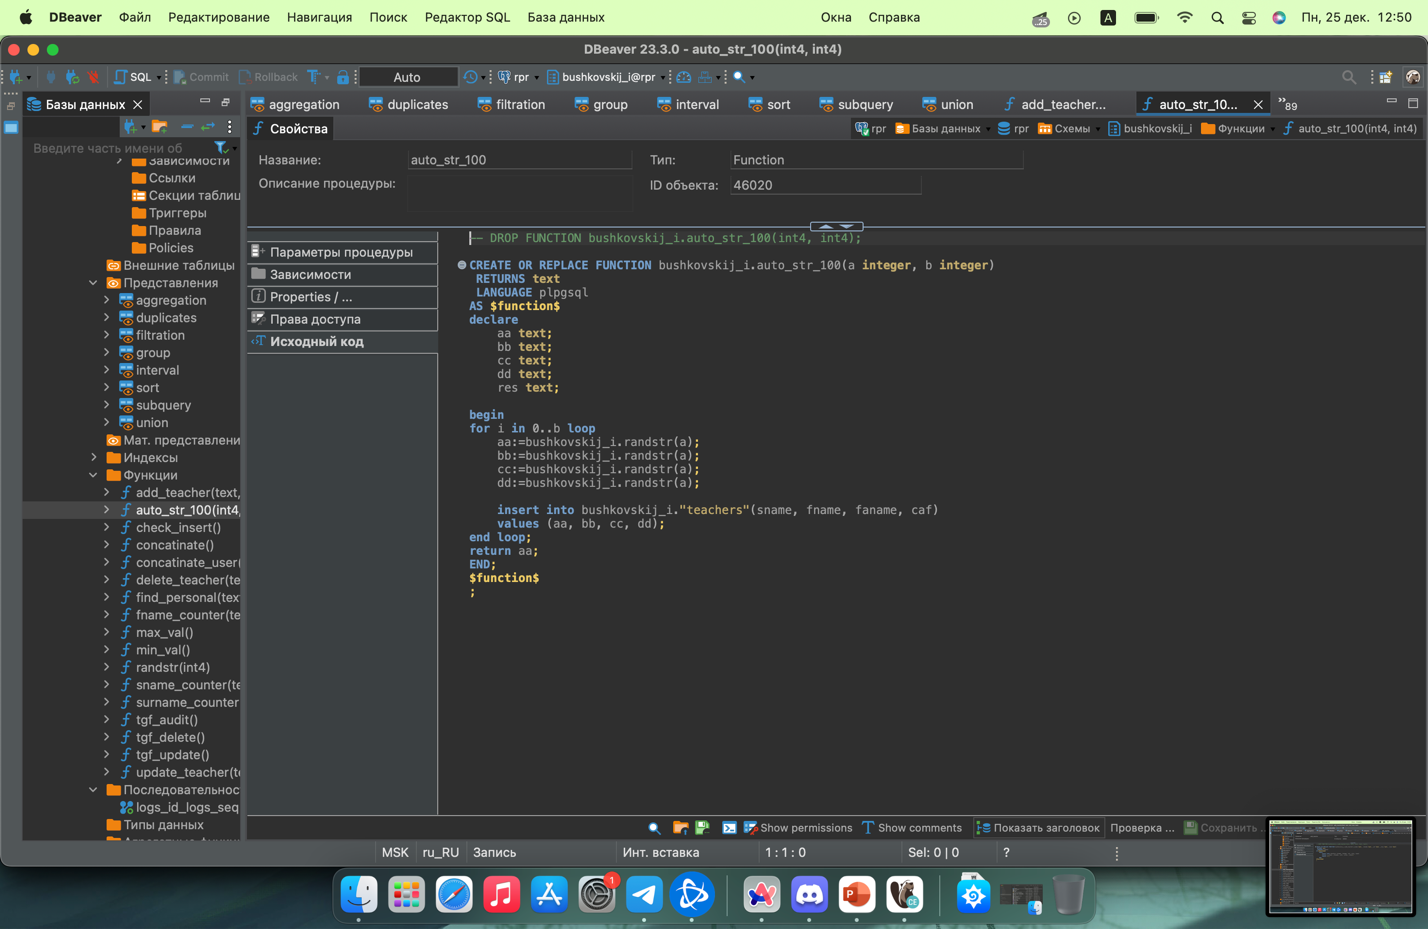 DBeaver Файл Редактирование Навигация Поиск Редактор SQL База данных Окна Справка .25 A Пн, 25 дек. 12:50
DBeaver 23.3.0 - auto_str_100(int4, int4)
SQL Commit Rollback T Auto rpr bushkovskij_i@rpr
Базы данных aggregation duplicates filtration group interval sort subquery union add_teacher... auto_str_10... »89
Свойства rpr Базы данных rpr Схемы bushkovskij_i Функции auto_str_100(int4, int4)
Введите часть имени об
Название: auto_str_100 Тип: Function
Описание процедуры: ID объекта: 46020
Зависимости
Ссылки
Секции таблиц
Триггеры
Правила
Policies
Внешние таблицы
Представления
aggregation
duplicates
filtration
group
interval
sort
subquery
union
Мат. представлени
Индексы
Функции
add_teacher(text,
auto_str_100(int4,
check_insert()
concatinate()
concatinate_user(
delete_teacher(te
find_personal(tex
fname_counter(te
max_val()
min_val()
randstr(int4)
sname_counter(te
surname_counter
tgf_audit()
tgf_delete()
tgf_update()
update_teacher(t
Последовательнос
logs_id_logs_seq
Типы данных
Параметры процедуры
Зависимости
Properties / ...
Права доступа
Исходный код
-- DROP FUNCTION bushkovskij_i.auto_str_100(int4, int4);
CREATE OR REPLACE FUNCTION bushkovskij_i.auto_str_100(a integer, b integer)
RETURNS text
LANGUAGE plpgsql
AS $function$
declare
aa text;
bb text;
cc text;
dd text;
res text;
begin
for i in 0..b loop
aa:=bushkovskij_i.randstr(a);
bb:=bushkovskij_i.randstr(a);
cc:=bushkovskij_i.randstr(a);
dd:=bushkovskij_i.randstr(a);
insert into bushkovskij_i."teachers"(sname, fname, faname, caf)
values (aa, bb, cc, dd);
end loop;
return aa;
END;
$function$
;
Show permissions Show comments Показать заголовок Проверка ... Сохранить ..
MSK ru_RU Запись Инт. вставка 1 : 1 : 0 Sel: 0 | 0 ?
1
P
CE